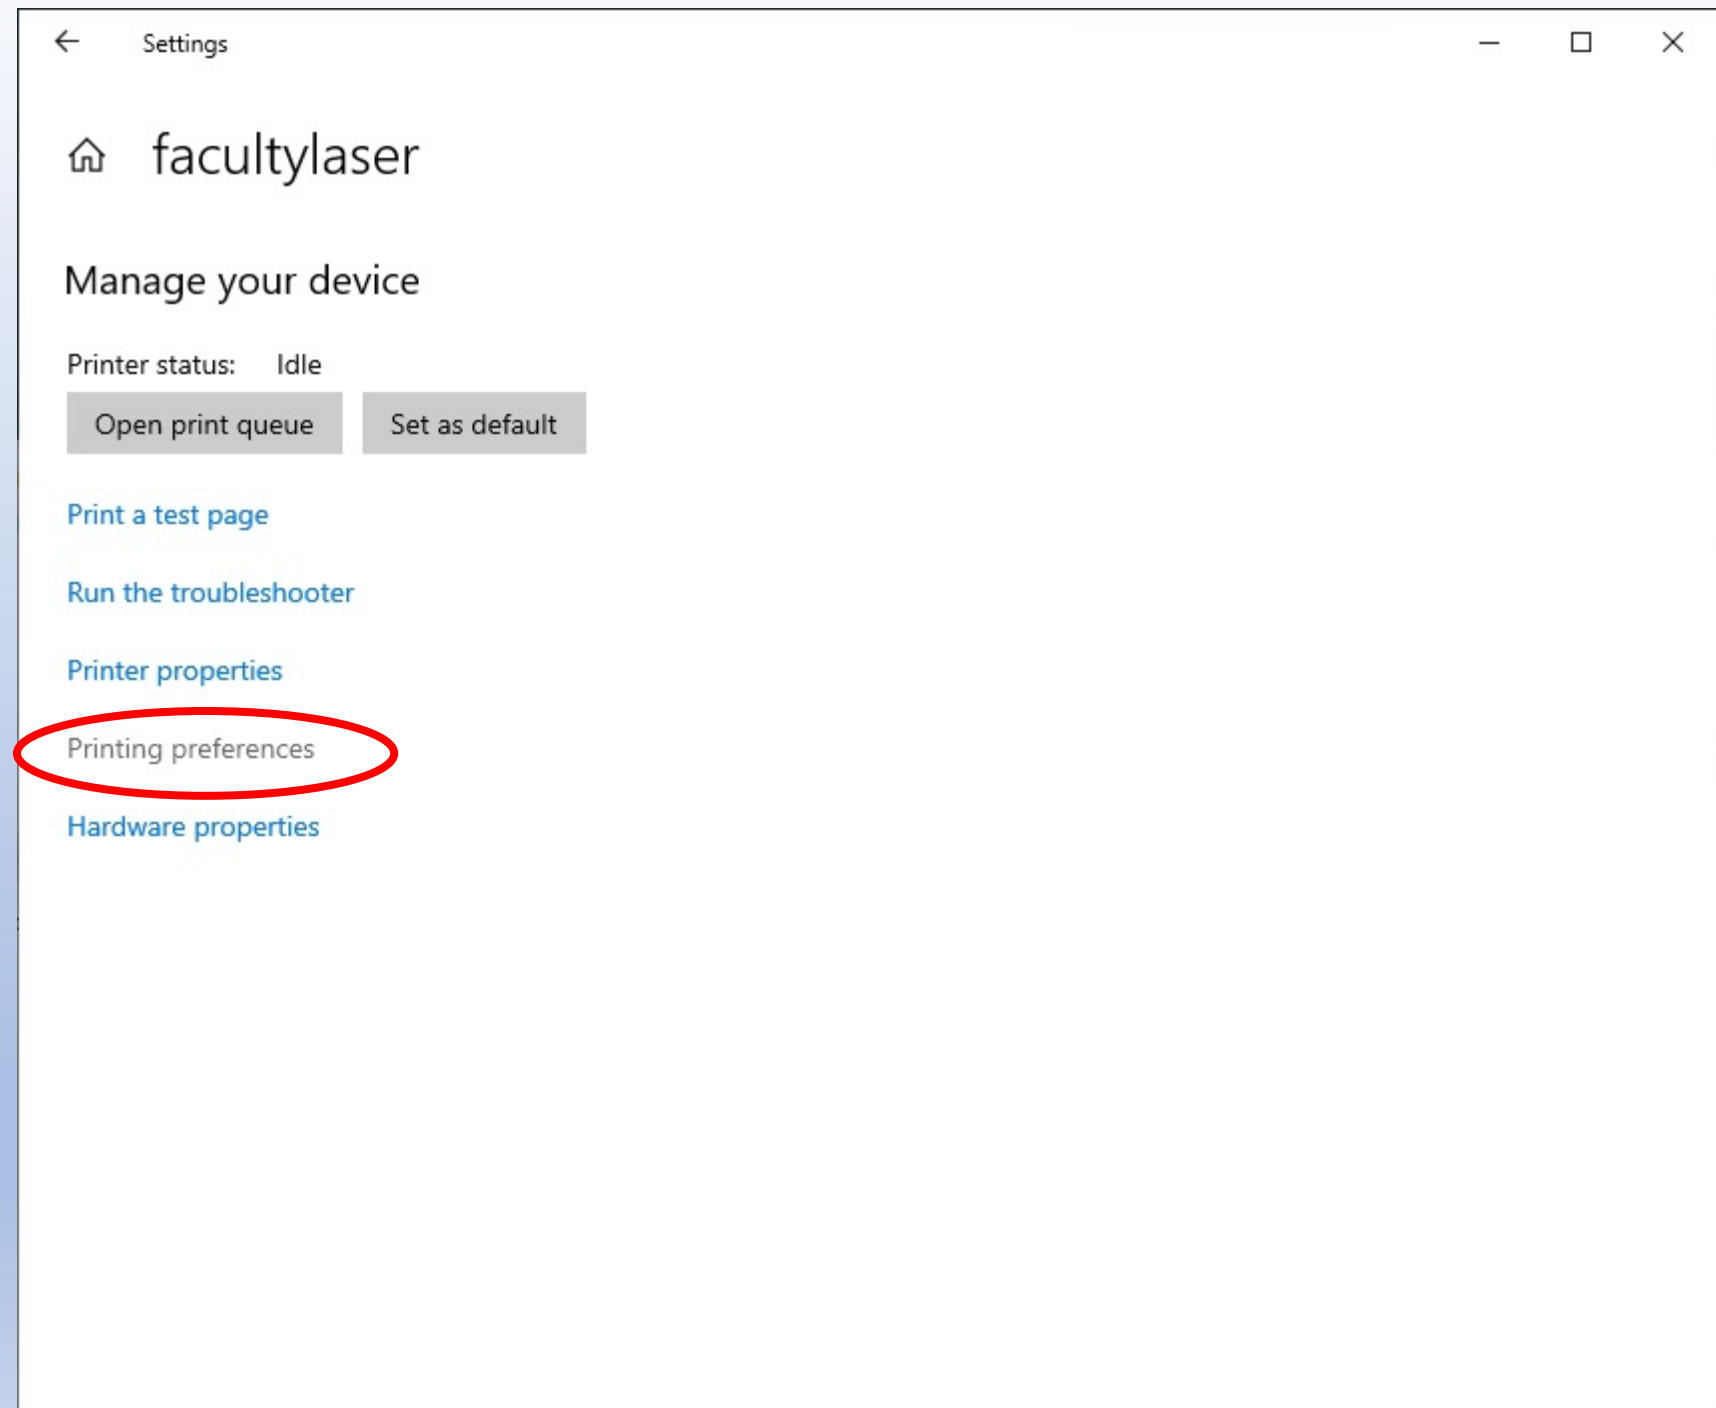 Settings
facultylaser
Manage your device
Printer status: Idle
Open print queue Set as default
Print a test page
Run the troubleshooter
Printer properties
Printing preferences
Hardware properties